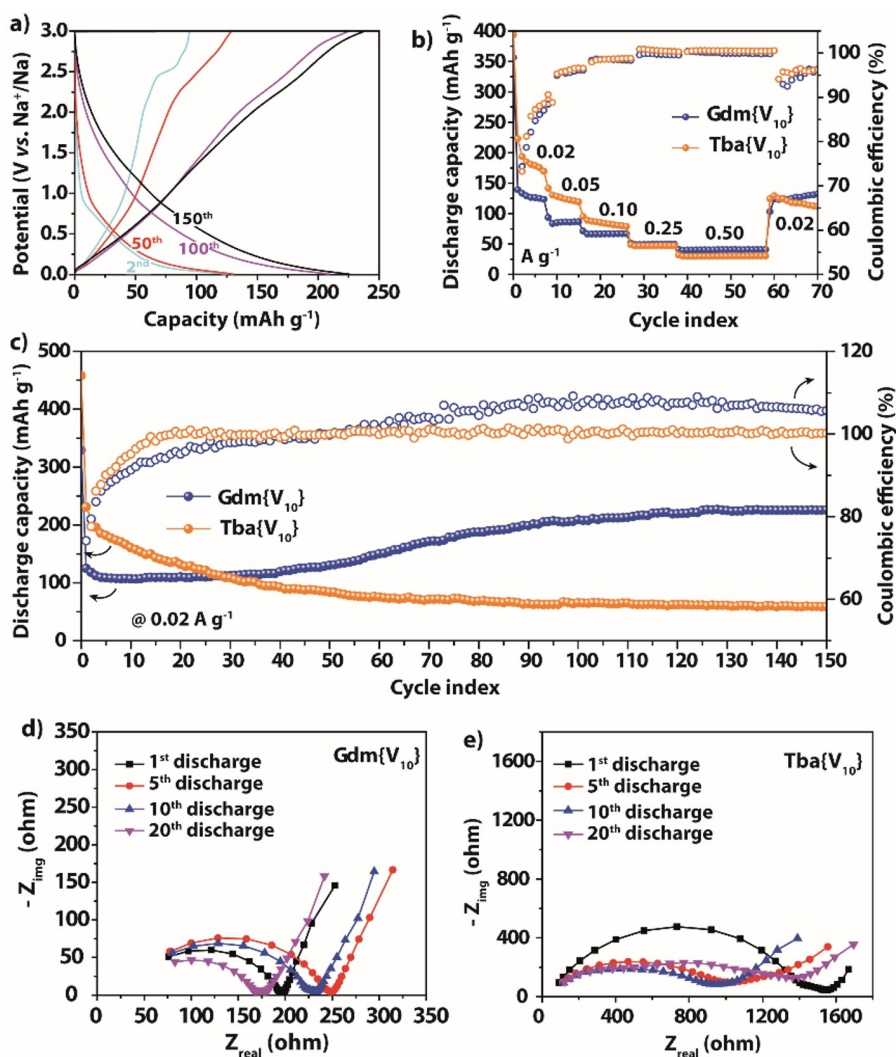 a)
3.0
2.5
2.0
1.5
1.0
0.5
0.0
Potential (V vs. Na+/Na)
150th
50th
100th
2nd
0 50 100 150 200 250
Capacity (mAh g-1)
b)
400
350
300
250
200
150
100
50
0
Discharge capacity (mAh g-1)
Gdm{V10}
Tba{V10}
0.02
0.05
0.10
0.25
0.50
0.02
A g-1
100
90
80
70
60
50
Coulombic efficiency (%)
0 10 20 30 40 50 60 70
Cycle index
c)
500
400
300
200
100
0
Discharge capacity (mAh g-1)
Gdm{V10}
Tba{V10}
@ 0.02 A g-1
120
100
80
60
Coulombic efficiency (%)
0 10 20 30 40 50 60 70 80 90 100 110 120 130 140 150
Cycle index
d)
350
300
250
200
150
100
50
0
- Zimg (ohm)
1st discharge
5th discharge
10th discharge
20th discharge
Gdm{V10}
0 50 100 150 200 250 300 350
Zreal (ohm)
e)
1600
1200
800
400
0
- Zimg (ohm)
1st discharge
5th discharge
10th discharge
20th discharge
Tba{V10}
0 400 800 1200 1600
Zreal (ohm)